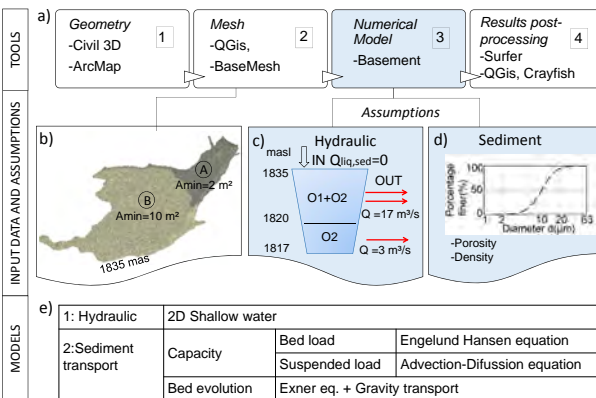 TOOLS
a)
Geometry
-Civil 3D
-ArcMap
1
Mesh
-QGis,
-BaseMesh
2
Numerical
Model
-Basement
3
Results post-
processing
-Surfer
-QGis, Crayfish
4
INPUT DATA AND ASSUMPTIONS
Assumptions
b)
A
Amin=2 m²
B
Amin=10 m²
1835 mas
c)
Hydraulic
masl
IN Qliq,sed=0
1835
OUT
O1+O2
Q =17 m³/s
1820
O2
1817
Q =3 m³/s
d)
Sediment
Porcentage
finer(%)
100
50
0
1 2 10 20 63
Diameter d(μm)
-Porosity
-Density
MODELS
e)
1: Hydraulic 2D Shallow water
2:Sediment
transport
Capacity
Bed load Engelund Hansen equation
Suspended load Advection-Difussion equation
Bed evolution Exner eq. + Gravity transport